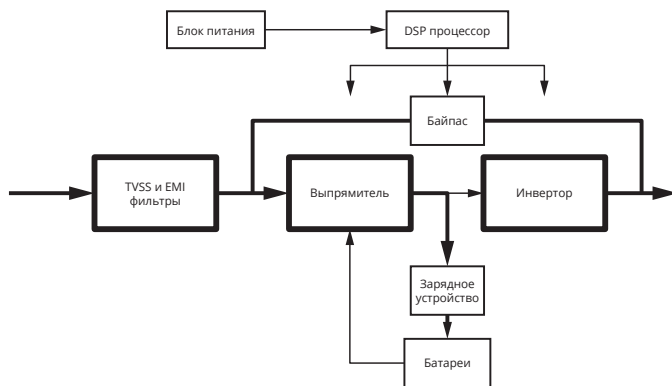 Блок питания
DSP процессор
Байпас
TVSS и EMI
фильтры
Выпрямитель
Инвертор
Зарядное
устройство
Батареи